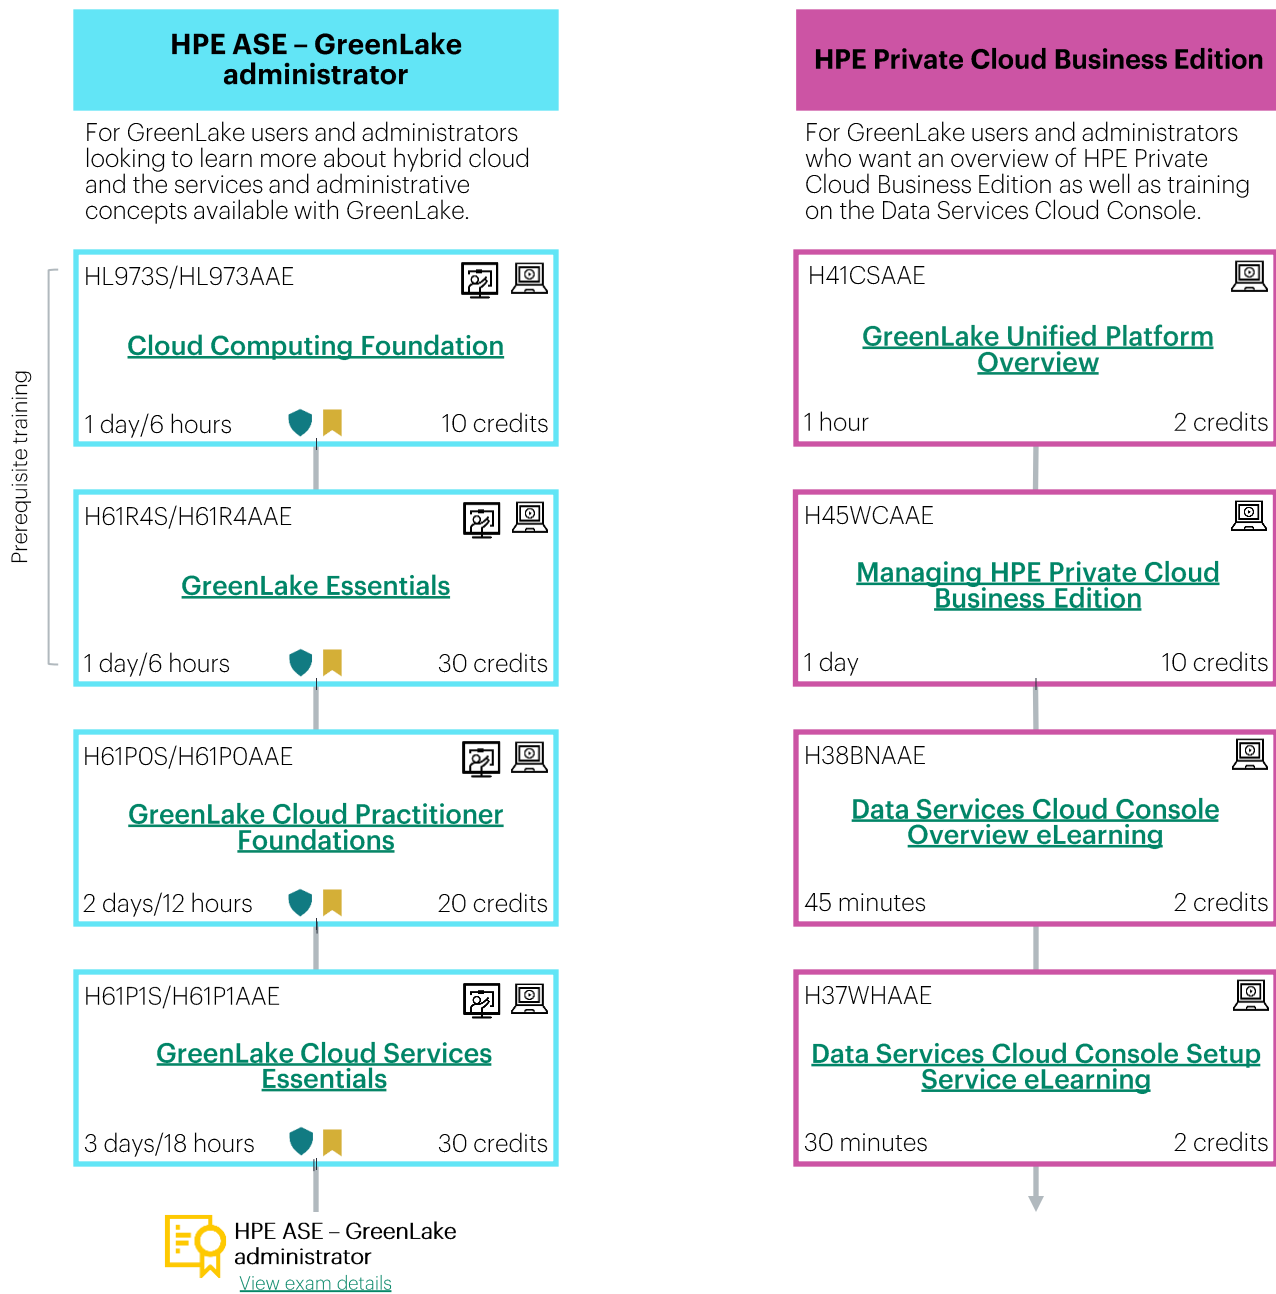 HPE ASE – GreenLake
administrator
For GreenLake users and administrators
looking to learn more about hybrid cloud
and the services and administrative
concepts available with GreenLake.
Prerequisite training
HL973S/HL973AAE
Cloud Computing Foundation
1 day/6 hours
10 credits
H61R4S/H61R4AAE
GreenLake Essentials
1 day/6 hours
30 credits
H61P0S/H61P0AAE
GreenLake Cloud Practitioner
Foundations
2 days/12 hours
20 credits
H61P1S/H61P1AAE
GreenLake Cloud Services
Essentials
3 days/18 hours
30 credits
HPE ASE – GreenLake
administrator
View exam details
HPE Private Cloud Business Edition
For GreenLake users and administrators
who want an overview of HPE Private
Cloud Business Edition as well as training
on the Data Services Cloud Console.
H41CSAAE
GreenLake Unified Platform
Overview
1 hour
2 credits
H45WCAAE
Managing HPE Private Cloud
Business Edition
1 day
10 credits
H38BNAAE
Data Services Cloud Console
Overview eLearning
45 minutes
2 credits
H37WHAAE
Data Services Cloud Console Setup
Service eLearning
30 minutes
2 credits